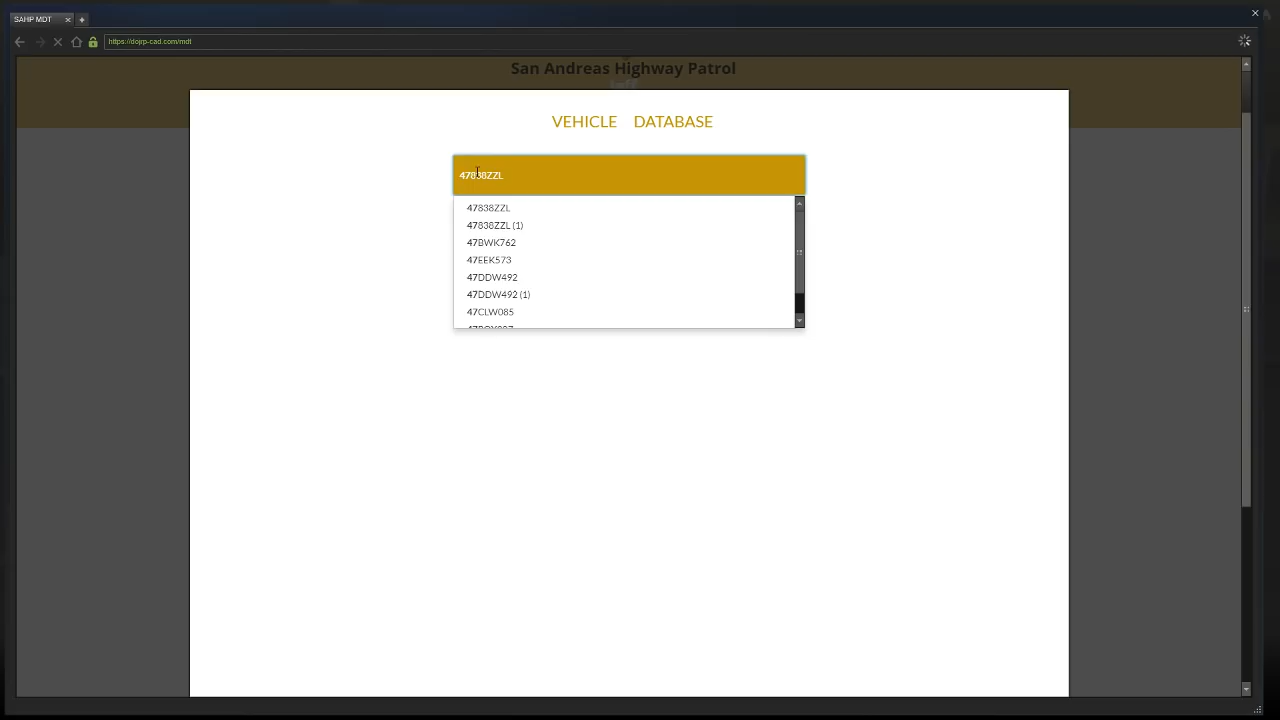 SAHP MDT
https://dojrp-cad.com/mdt
San Andreas Highway Patrol
VEHICLE DATABASE
47838ZZL
47838ZZL
47838ZZL (1)
47BWK762
47EEK573
47DDW492
47DDW492 (1)
47CLW085